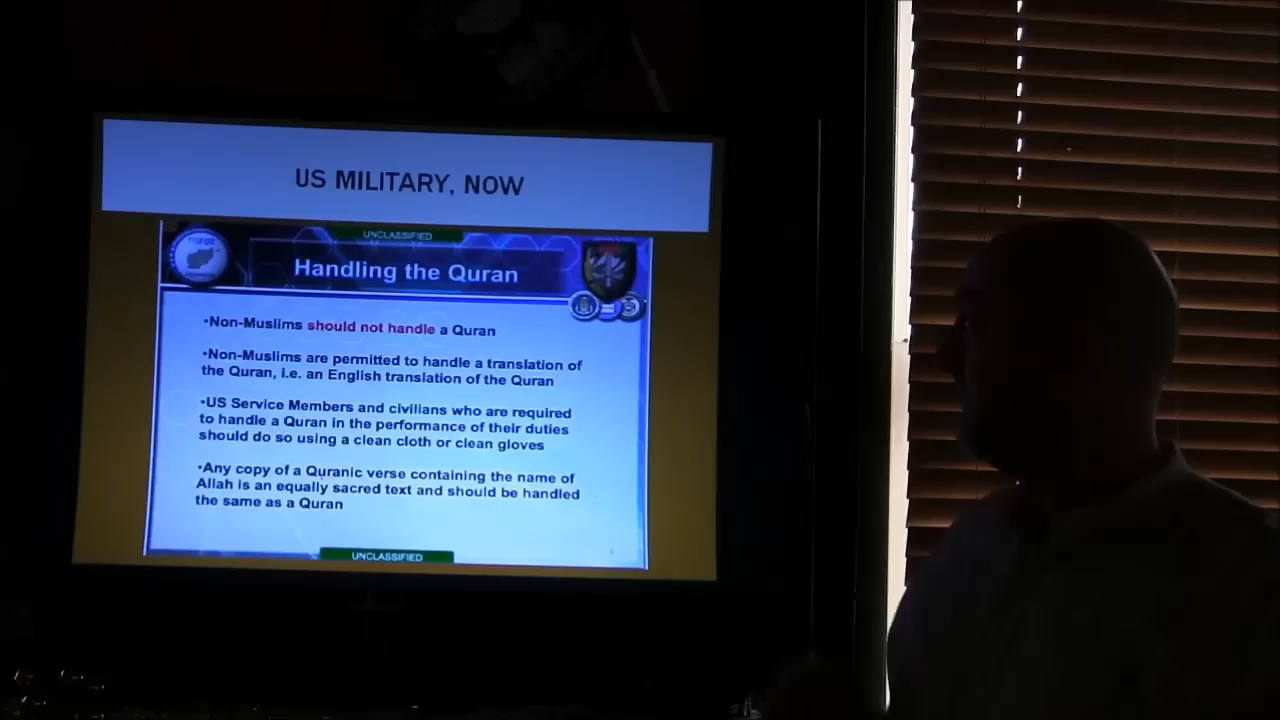 US MILITARY, NOW
UNCLASSIFIED
Handling the Quran
•Non-Muslims should not handle a Quran
•Non-Muslims are permitted to handle a translation of
the Quran, i.e. an English translation of the Quran
•US Service Members and civilians who are required
to handle a Quran in the performance of their duties
should do so using a clean cloth or clean gloves
•Any copy of a Quranic verse containing the name of
Allah is an equally sacred text and should be handled
the same as a Quran
UNCLASSIFIED